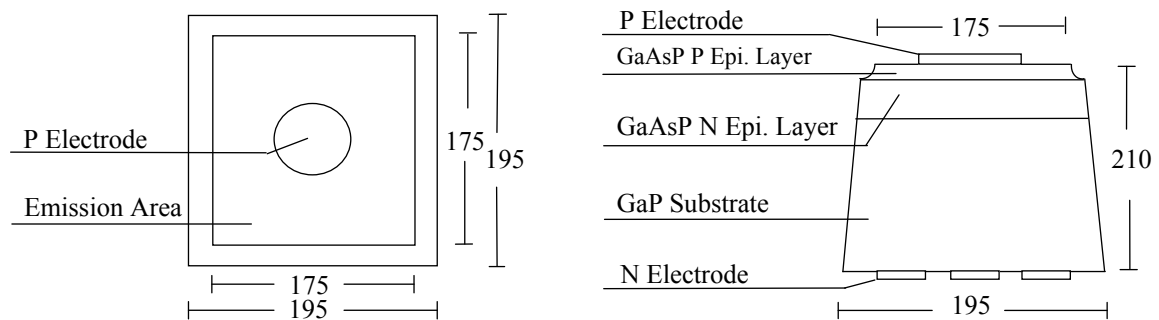 P Electrode
Emission Area
175
195
175
195
P Electrode
GaAsP P Epi. Layer
GaAsP N Epi. Layer
GaP Substrate
N Electrode
175
210
195